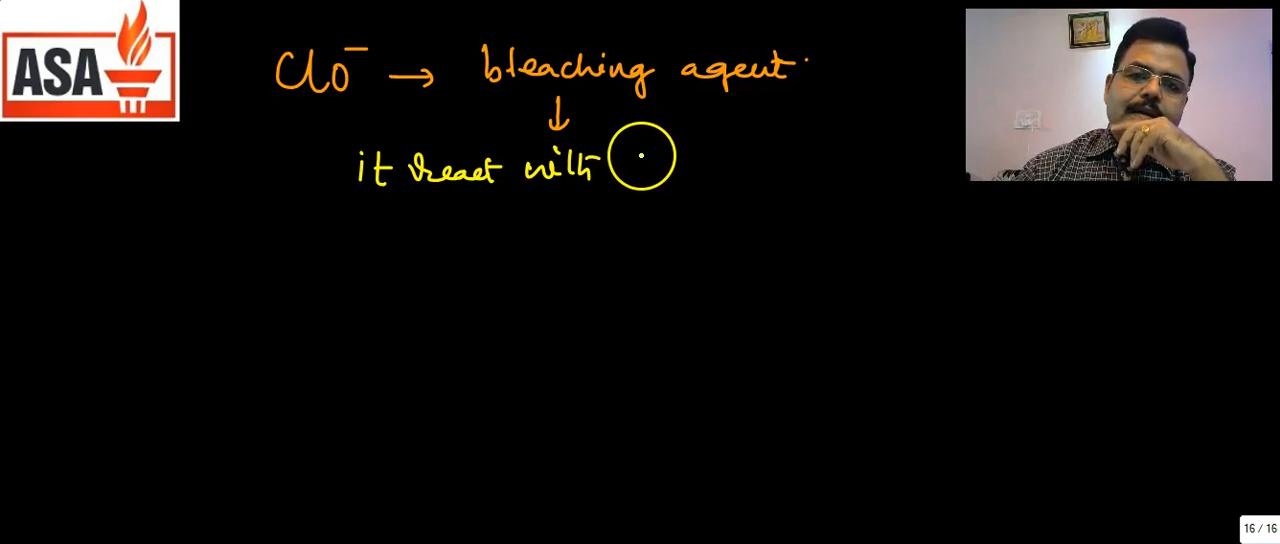 ASA
ClO⁻ → bleaching agent.
↓
it react with
16 / 16